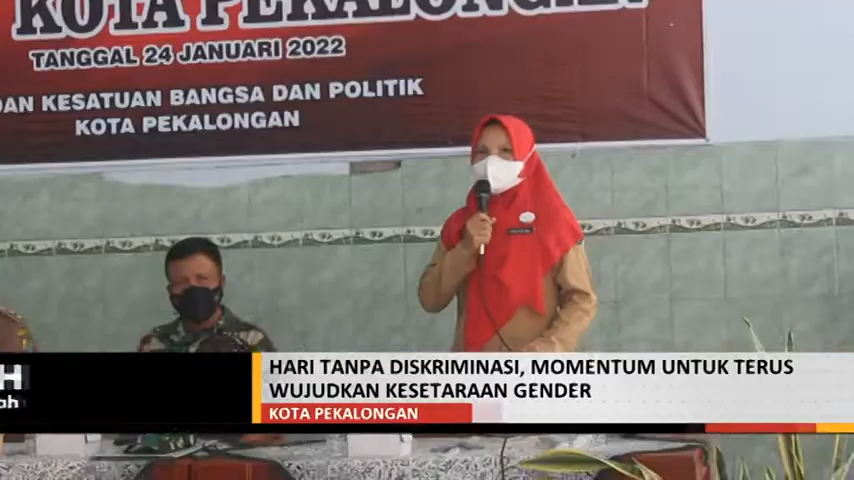 KOTA PEKALONGAN
TANGGAL 24 JANUARI 2022
DAN KESATUAN BANGSA DAN POLITIK
KOTA PEKALONGAN
HARI TANPA DISKRIMINASI, MOMENTUM UNTUK TERUS
WUJUDKAN KESETARAAN GENDER
KOTA PEKALONGAN
H
ah